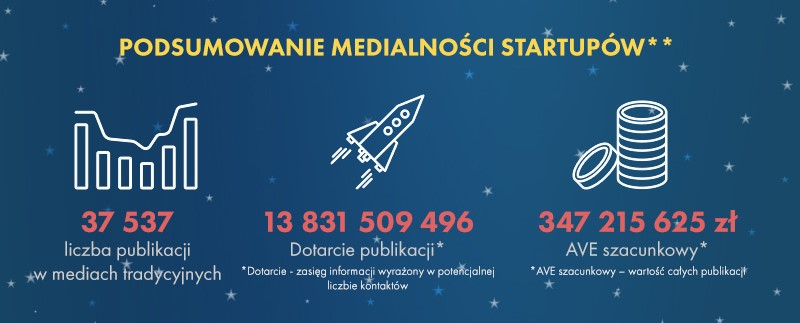 PODSUMOWANIE MEDIALNOŚCI STARTUPÓW**
37 537
liczba publikacji
w mediach tradycyjnych
13 831 509 496
Dotarcie publikacji*
*Dotarcie - zasięg informacji wyrażony w potencjalnej
liczbie kontaktów
347 215 625 zł
AVE szacunkowy*
*AVE szacunkowy – wartość całych publikacji